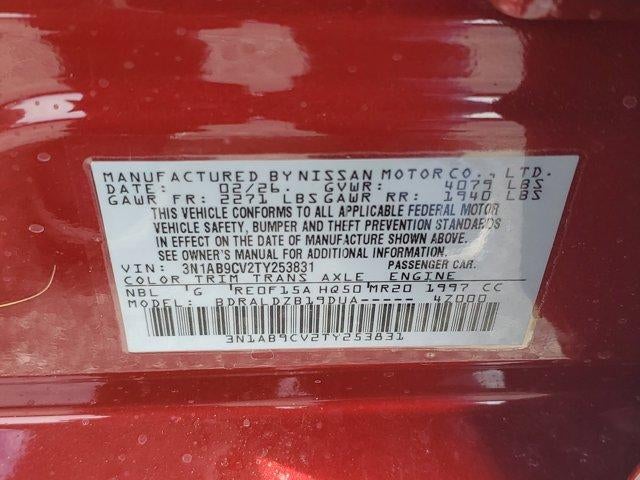 MANUFACTURED BY NISSAN MOTOR CO., LTD.
DATE: 02/26. GVWR: 4079 LBS
GAWR FR: 2271 LBS GAWR RR: 1940 LBS
THIS VEHICLE CONFORMS TO ALL APPLICABLE FEDERAL MOTOR
VEHICLE SAFETY, BUMPER AND THEFT PREVENTION STANDARDS
IN EFFECT ON THE DATE OF MANUFACTURE SHOWN ABOVE.
SEE OWNER'S MANUAL FOR ADDITIONAL INFORMATION.
VIN: 3N1AB9CV2TY253831 PASSENGER CAR.
COLOR TRIM TRANS AXLE ENGINE
NBL G RE0F15A HQ50 MR20 1997 CC
MODEL: BDRALDZB19DUA----- 4Z000
3N1AB9CV2TY253831